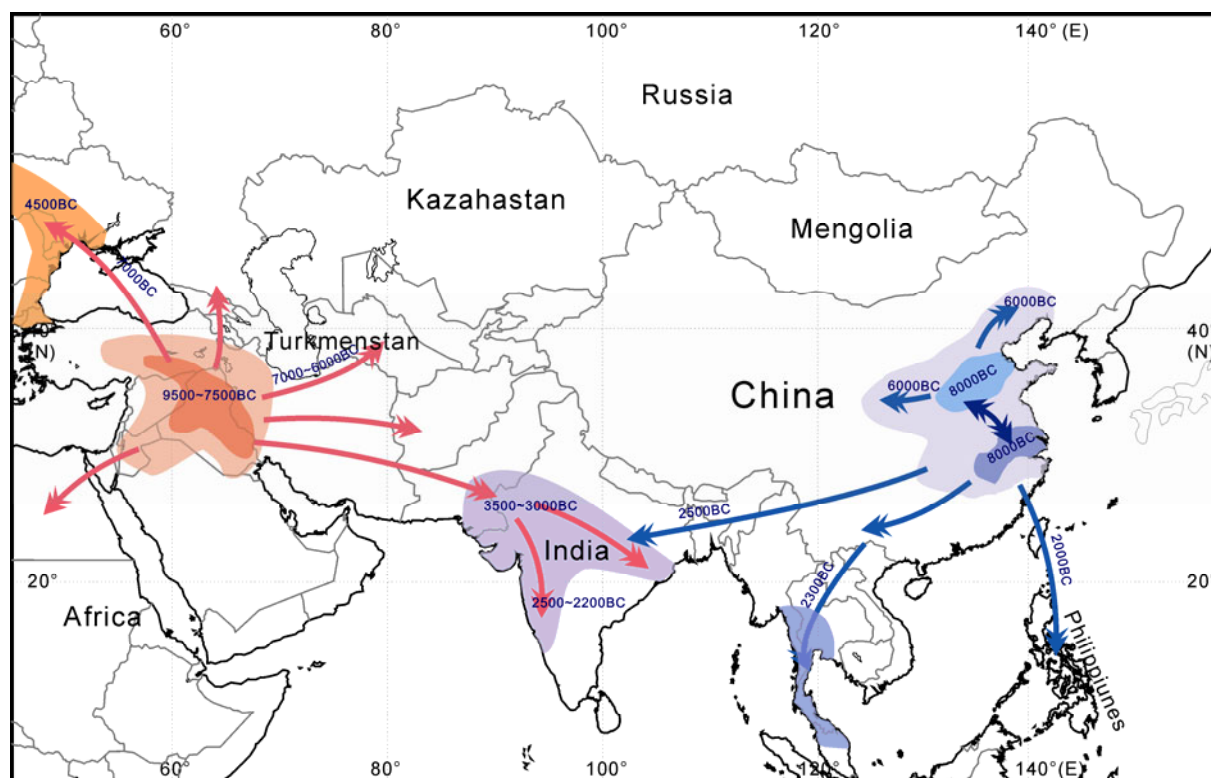 60° 80° 100° 120° 140° (E)
Russia
Kazahastan
4500BC
Mengolia
6000BC
40°
(N)
Turkmenstan
40°
(N)
7000~6000BC
9500~7500BC
China
6000BC
8000BC
8000BC
3500~3000BC
2500BC
India
2000BC
20°
20°
2300BC
2500~2200BC
Africa
Philippiunes
60° 80° 100° 120° 140° (E)